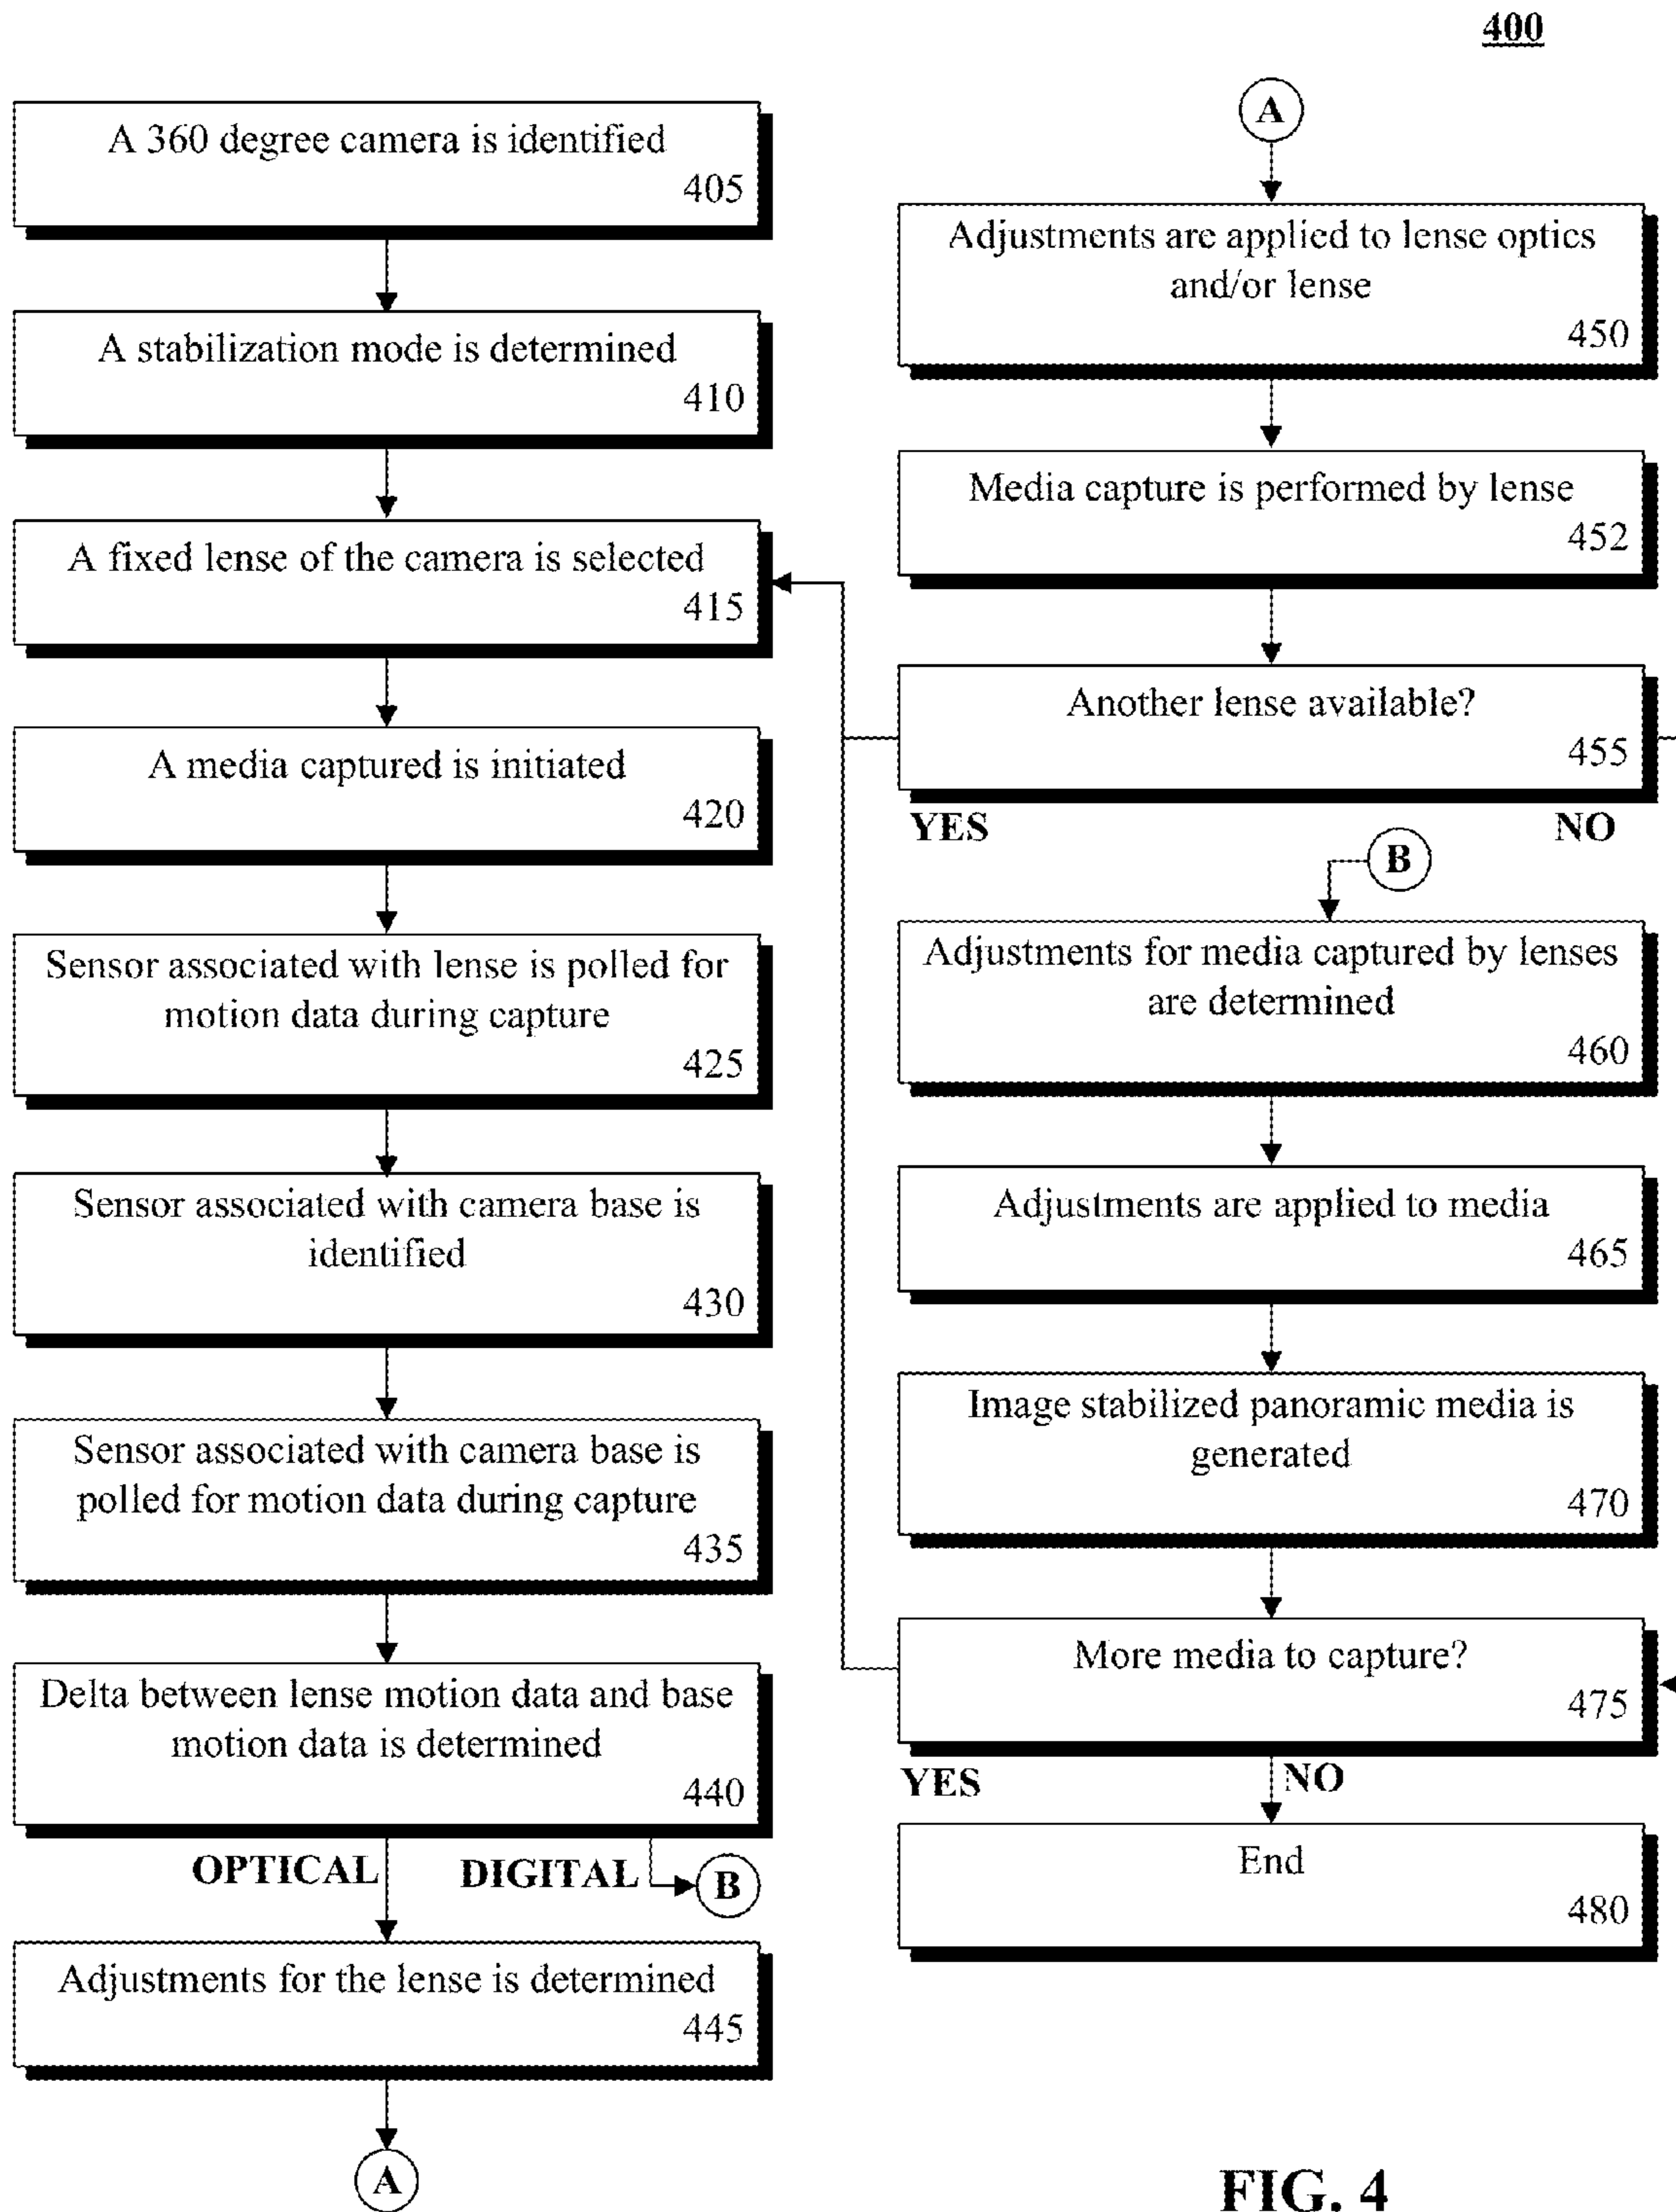 400
A 360 degree camera is identified
405
A stabilization mode is determined
410
A fixed lense of the camera is selected
415
A media captured is initiated
420
Sensor associated with lense is polled for
motion data during capture
425
Sensor associated with camera base is
identified
430
Sensor associated with camera base is
polled for motion data during capture
435
Delta between lense motion data and base
motion data is determined
440
OPTICAL
DIGITAL
B
Adjustments for the lense is determined
445
A
A
Adjustments are applied to lense optics
and/or lense
450
Media capture is performed by lense
452
Another lense available?
455
YES
NO
B
Adjustments for media captured by lenses
are determined
460
Adjustments are applied to media
465
Image stabilized panoramic media is
generated
470
More media to capture?
475
YES
NO
End
480
FIG. 4